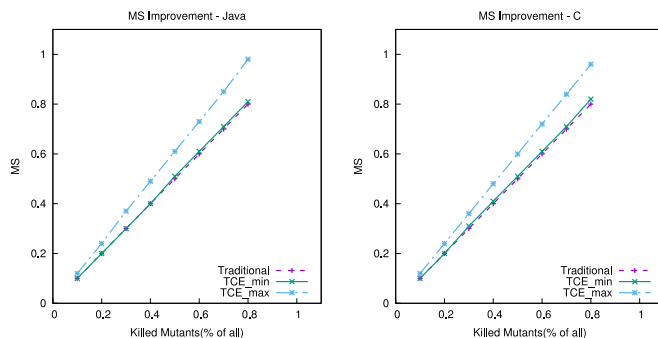 MS Improvement - Java
1
0.8
0.6
0.4
0.2
0
MS
0.2 0.4 0.6 0.8 1
Killed Mutants(% of all)
Traditional
TCE_min
TCE_max
MS Improvement - C
1
0.8
0.6
0.4
0.2
0
MS
0.2 0.4 0.6 0.8 1
Killed Mutants(% of all)
Traditional
TCE_min
TCE_max